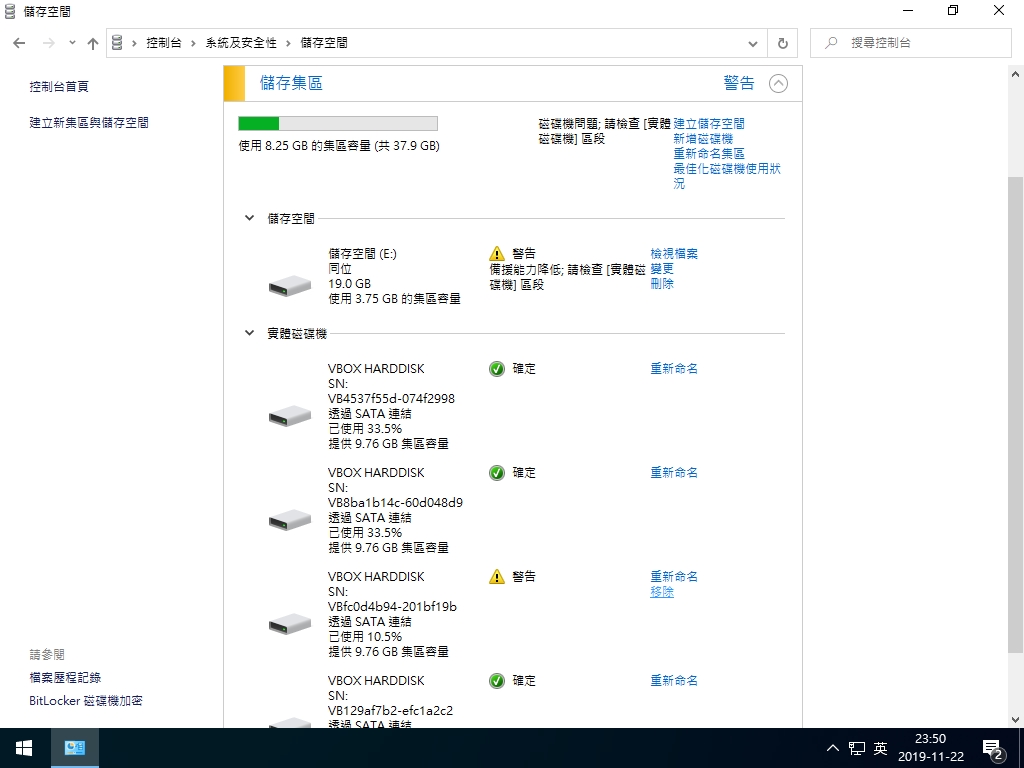 儲存空間
控制台 › 系統及安全性 › 儲存空間
搜尋控制台
控制台首頁
建立新集區與儲存空間
儲存集區
警告
使用 8.25 GB 的集區容量 (共 37.9 GB)
磁碟機問題; 請檢查 [實體
磁碟機] 區段
建立儲存空間
新增磁碟機
重新命名集區
最佳化磁碟機使用狀
況
儲存空間
儲存空間 (E:)
同位
19.0 GB
使用 3.75 GB 的集區容量
警告
備援能力降低; 請檢查 [實體磁
碟機] 區段
檢視檔案
變更
刪除
實體磁碟機
VBOX HARDDISK
SN:
VB4537f55d-074f2998
透過 SATA 連結
已使用 33.5%
提供 9.76 GB 集區容量
確定
重新命名
VBOX HARDDISK
SN:
VB8ba1b14c-60d048d9
透過 SATA 連結
已使用 33.5%
提供 9.76 GB 集區容量
確定
重新命名
VBOX HARDDISK
SN:
VBfc0d4b94-201bf19b
透過 SATA 連結
已使用 10.5%
提供 9.76 GB 集區容量
警告
重新命名
移除
VBOX HARDDISK
SN:
VB129af7b2-efc1a2c2
透過 SATA 連結
確定
重新命名
請參閱
檔案歷程記錄
BitLocker 磁碟機加密
英
23:50
2019-11-22
2